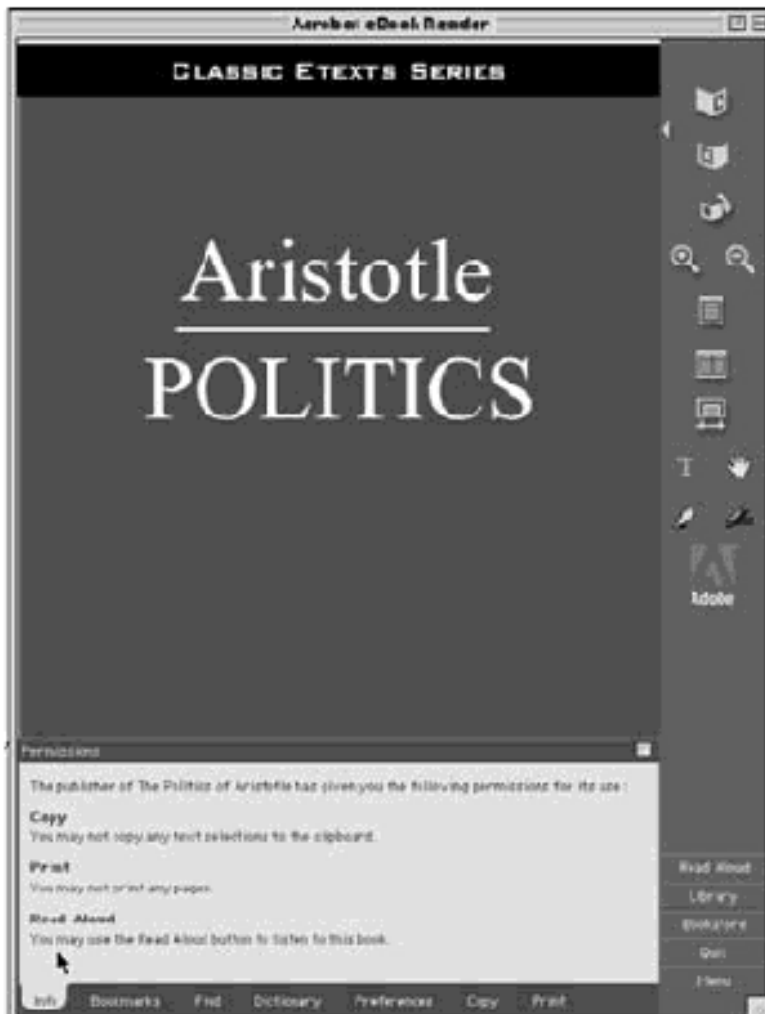 Acrobat eBook Reader
CLASSIC ETEXTS SERIES
Aristotle
POLITICS
Adobe
Permissions
The publisher of The Politics of Aristotle has given you the following permissions for its use:
Copy
You may not copy any text selections to the clipboard.
Print
You may not print any pages.
Read Aloud
You may use the Read Aloud button to listen to this book.
Read Aloud
Library
Bookstore
Quit
Menu
Info Bookmarks Find Dictionary Preferences Copy Print